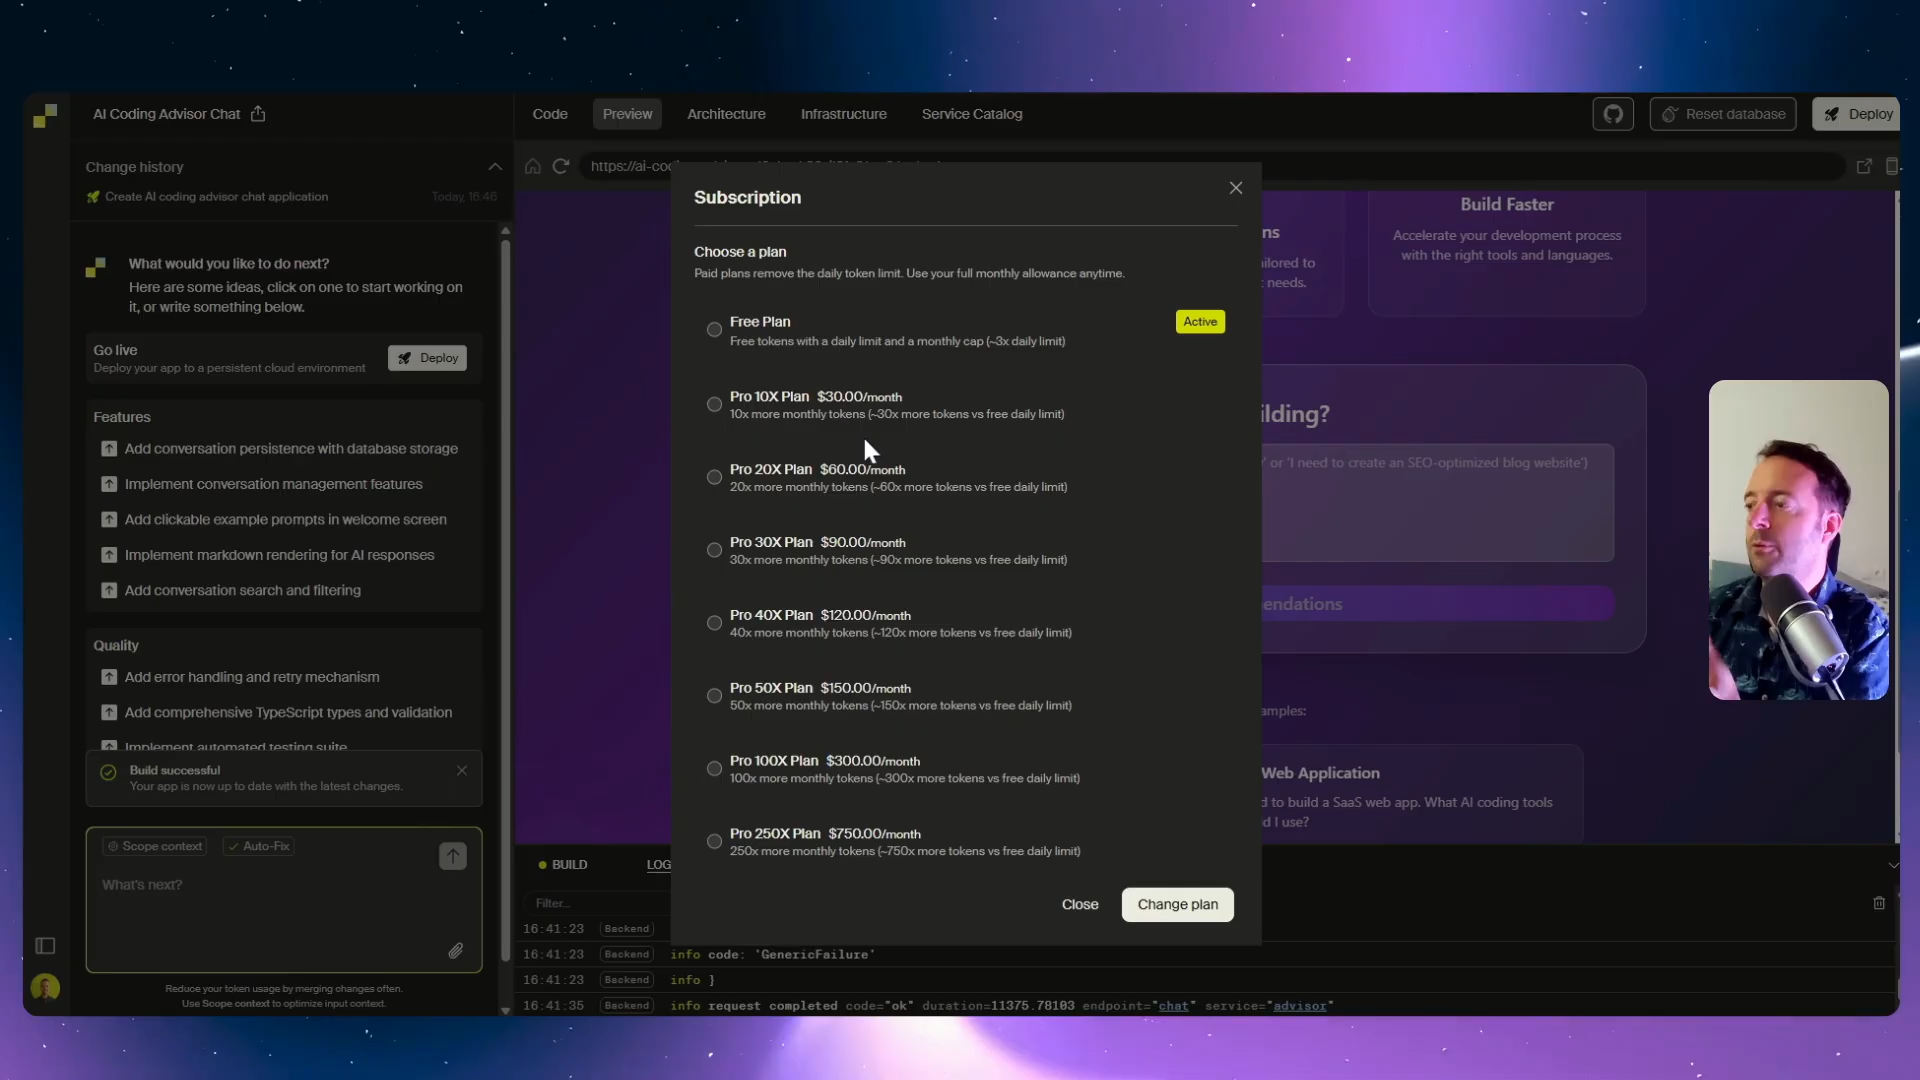 AI Coding Advisor Chat
Code
Preview
Architecture
Infrastructure
Service Catalog
Reset database
Deploy
Change history
Create AI coding advisor chat application
Today, 16:46
What would you like to do next?
Here are some ideas, click on one to start working on
it, or write something below.
Go live
Deploy your app to a persistent cloud environment
Deploy
Features
Add conversation persistence with database storage
Implement conversation management features
Add clickable example prompts in welcome screen
Implement markdown rendering for AI responses
Add conversation search and filtering
Quality
Add error handling and retry mechanism
Add comprehensive TypeScript types and validation
Implement automated testing suite
Build successful
Your app is now up to date with the latest changes.
Scope context
Auto-Fix
What's next?
Reduce your token usage by merging changes often.
Use Scope context to optimize input context.
https://ai-co
Subscription
Choose a plan
Paid plans remove the daily token limit. Use your full monthly allowance anytime.
Free Plan
Active
Free tokens with a daily limit and a monthly cap (~3x daily limit)
Pro 10X Plan $30.00/month
10x more monthly tokens (~30x more tokens vs free daily limit)
Pro 20X Plan $60.00/month
20x more monthly tokens (~60x more tokens vs free daily limit)
Pro 30X Plan $90.00/month
30x more monthly tokens (~90x more tokens vs free daily limit)
Pro 40X Plan $120.00/month
40x more monthly tokens (~120x more tokens vs free daily limit)
Pro 50X Plan $150.00/month
50x more monthly tokens (~150x more tokens vs free daily limit)
Pro 100X Plan $300.00/month
100x more monthly tokens (~300x more tokens vs free daily limit)
Pro 250X Plan $750.00/month
250x more monthly tokens (~750x more tokens vs free daily limit)
Close
Change plan
ns
ilored to
needs.
Build Faster
Accelerate your development process
with the right tools and languages.
ilding?
' or 'I need to create an SEO-optimized blog website')
endations
amples:
Web Application
d to build a SaaS web app. What AI coding tools
d I use?
BUILD
LOG
Filter...
16:41:23 Backend
16:41:23 Backend info code: 'GenericFailure'
16:41:23 Backend info }
16:41:35 Backend info request completed code="ok" duration=11375.78103 endpoint="chat" service="advisor"